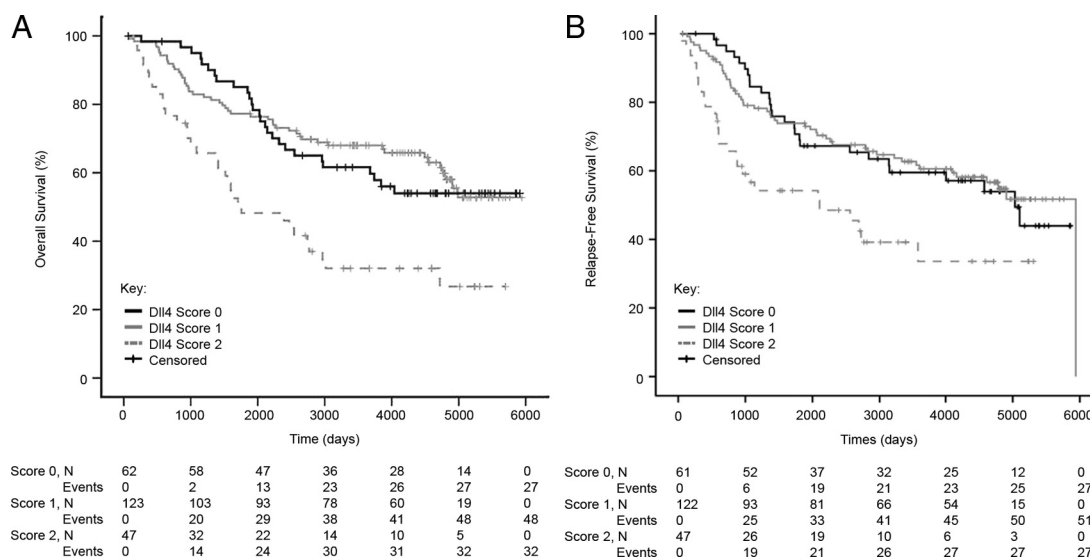 A
Overall Survival (%)
100
80
60
40
20
0
Key:
Dll4 Score 0
Dll4 Score 1
Dll4 Score 2
Censored
0 1000 2000 3000 4000 5000 6000
Time (days)
Score 0, N 62 58 47 36 28 14 0
Events 0 2 13 23 26 27 27
Score 1, N 123 103 93 78 60 19 0
Events 0 20 29 38 41 48 48
Score 2, N 47 32 22 14 10 5 0
Events 0 14 24 30 31 32 32
B
Relapse-Free Survival (%)
100
80
60
40
20
0
Key:
Dll4 Score 0
Dll4 Score 1
Dll4 Score 2
Censored
0 1000 2000 3000 4000 5000 6000
Times (days)
Score 0, N 61 52 37 32 25 12 0
Events 0 6 19 21 23 25 27
Score 1, N 122 93 81 66 54 15 0
Events 0 25 33 41 45 50 51
Score 2, N 47 26 19 10 6 3 0
Events 0 19 21 26 27 27 27